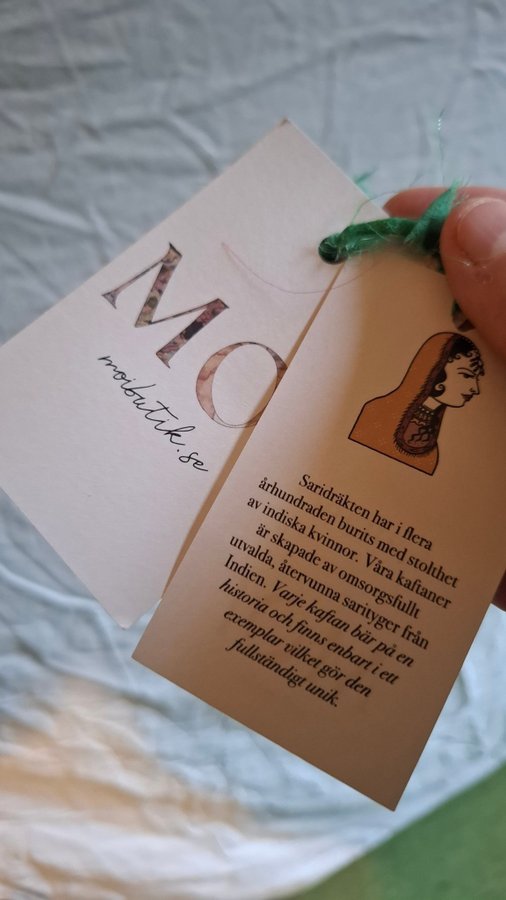 MO
moibutik.se
Saridräkten har i flera
århundraden burits med stolthet
av indiska kvinnor. Våra kaftaner
är skapade av omsorgsfullt
utvalda, återvunna sarityger från
Indien. Varje kaftan bär på en
historia och finns enbart i ett
exemplar vilket gör den
fullständigt unik.